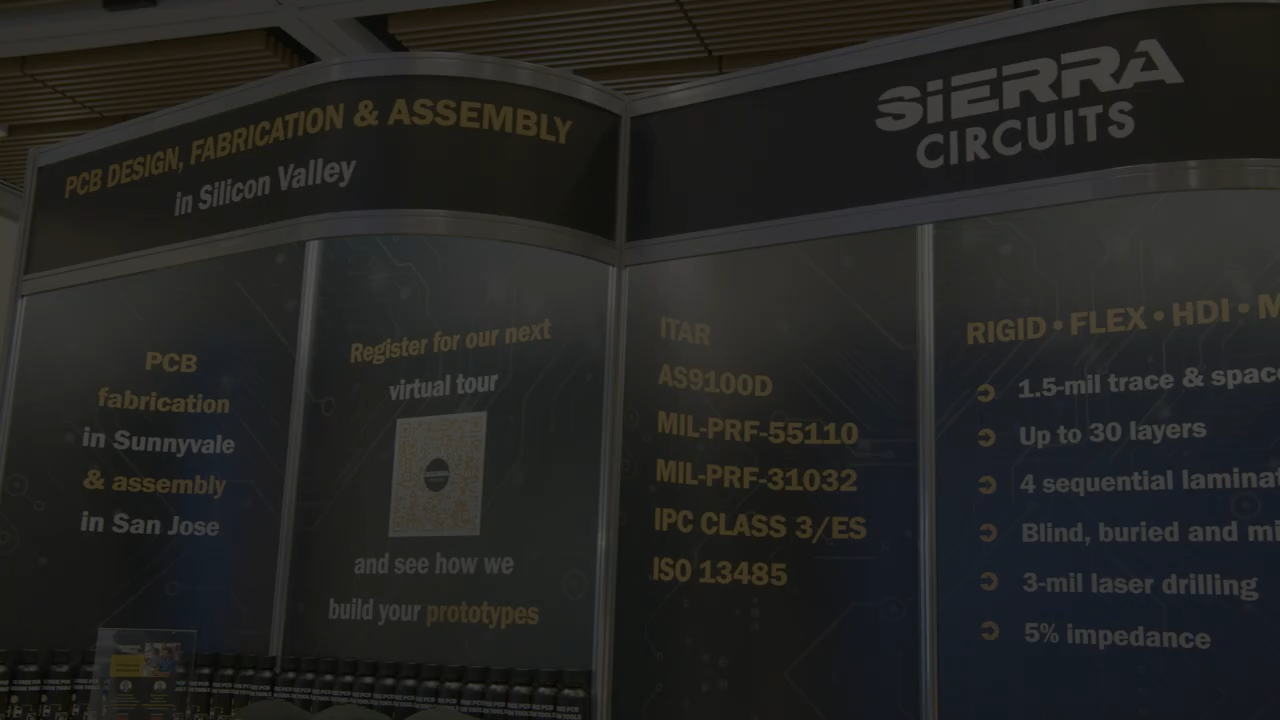 PCB DESIGN, FABRICATION & ASSEMBLY
in Silicon Valley
SIERRA
CIRCUITS
PCB
fabrication
in Sunnyvale
& assembly
in San Jose
Register for our next
virtual tour
and see how we
build your prototypes
ITAR
AS9100D
MIL-PRF-55110
MIL-PRF-31032
IPC CLASS 3/ES
ISO 13485
RIGID • FLEX • HDI •
1.5-mil trace &
Up to 30 layers
4 sequential
Blind, buried and
3-mil laser drilling
5% impedance